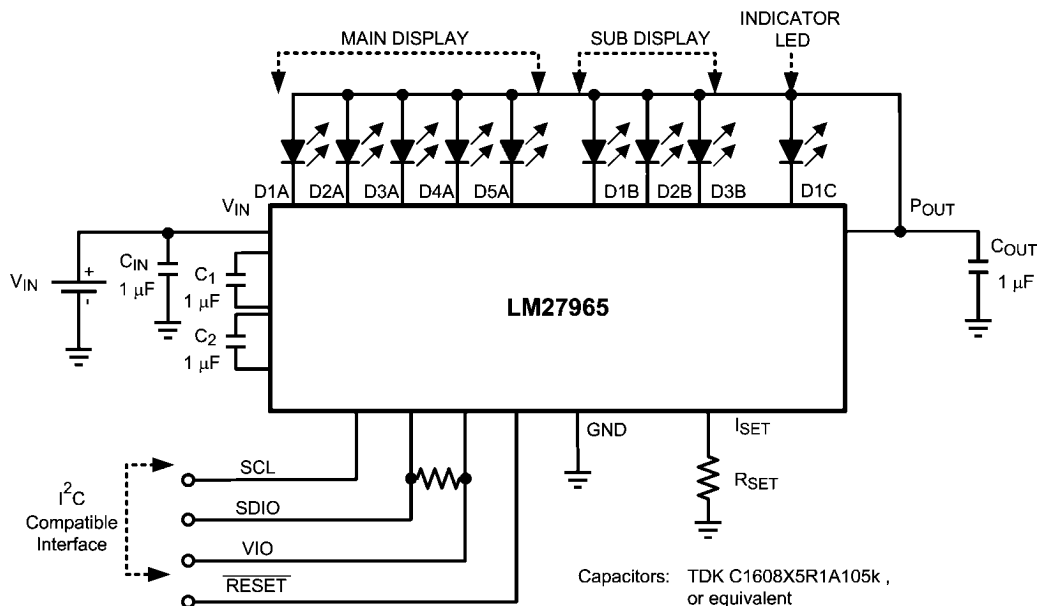 MAIN DISPLAY
SUB DISPLAY
INDICATOR
LED
D1A
D2A
D3A
D4A
D5A
D1B
D2B
D3B
D1C
VIN
POUT
VIN
+
-
CIN
1 µF
C1
1 µF
C2
1 µF
LM27965
COUT
1 µF
GND
ISET
RSET
I²C
Compatible
Interface
SCL
SDIO
VIO
RESET
Capacitors: TDK C1608X5R1A105k ,
or equivalent